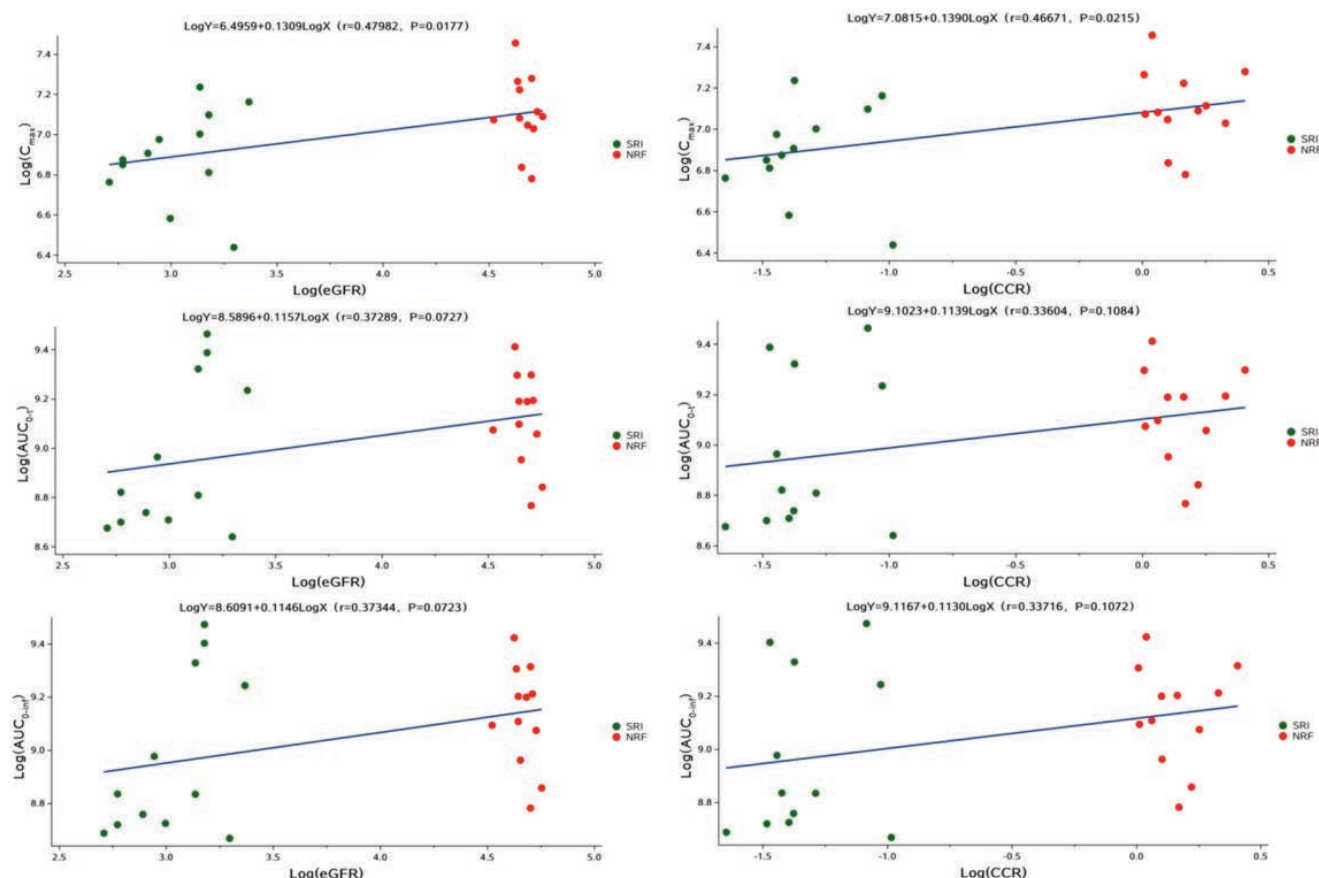 LogY=6.4959+0.1309LogX (r=0.47982, P=0.0177)
Log(Cmax)
7.4
7.2
7.0
6.8
6.6
6.4
2.5 3.0 3.5 4.0 4.5 5.0
Log(eGFR)
SRI
NRF
LogY=7.0815+0.1390LogX (r=0.46671, P=0.0215)
Log(Cmax)
7.4
7.2
7.0
6.8
6.6
6.4
-1.5 -1.0 -0.5 0.0 0.5
Log(CCR)
SRI
NRF
LogY=8.5896+0.1157LogX (r=0.37289, P=0.0727)
Log(AUC0-t)
9.4
9.2
9.0
8.8
8.6
2.5 3.0 3.5 4.0 4.5 5.0
Log(eGFR)
SRI
NRF
LogY=9.1023+0.1139LogX (r=0.33604, P=0.1084)
Log(AUC0-t)
9.4
9.2
9.0
8.8
8.6
-1.5 -1.0 -0.5 0.0 0.5
Log(CCR)
SRI
NRF
LogY=8.6091+0.1146LogX (r=0.37344, P=0.0723)
Log(AUC0-inf)
9.4
9.2
9.0
8.8
2.5 3.0 3.5 4.0 4.5 5.0
Log(eGFR)
SRI
NRF
LogY=9.1167+0.1130LogX (r=0.33716, P=0.1072)
Log(AUC0-inf)
9.4
9.2
9.0
8.8
-1.5 -1.0 -0.5 0.0 0.5
Log(CCR)
SRI
NRF